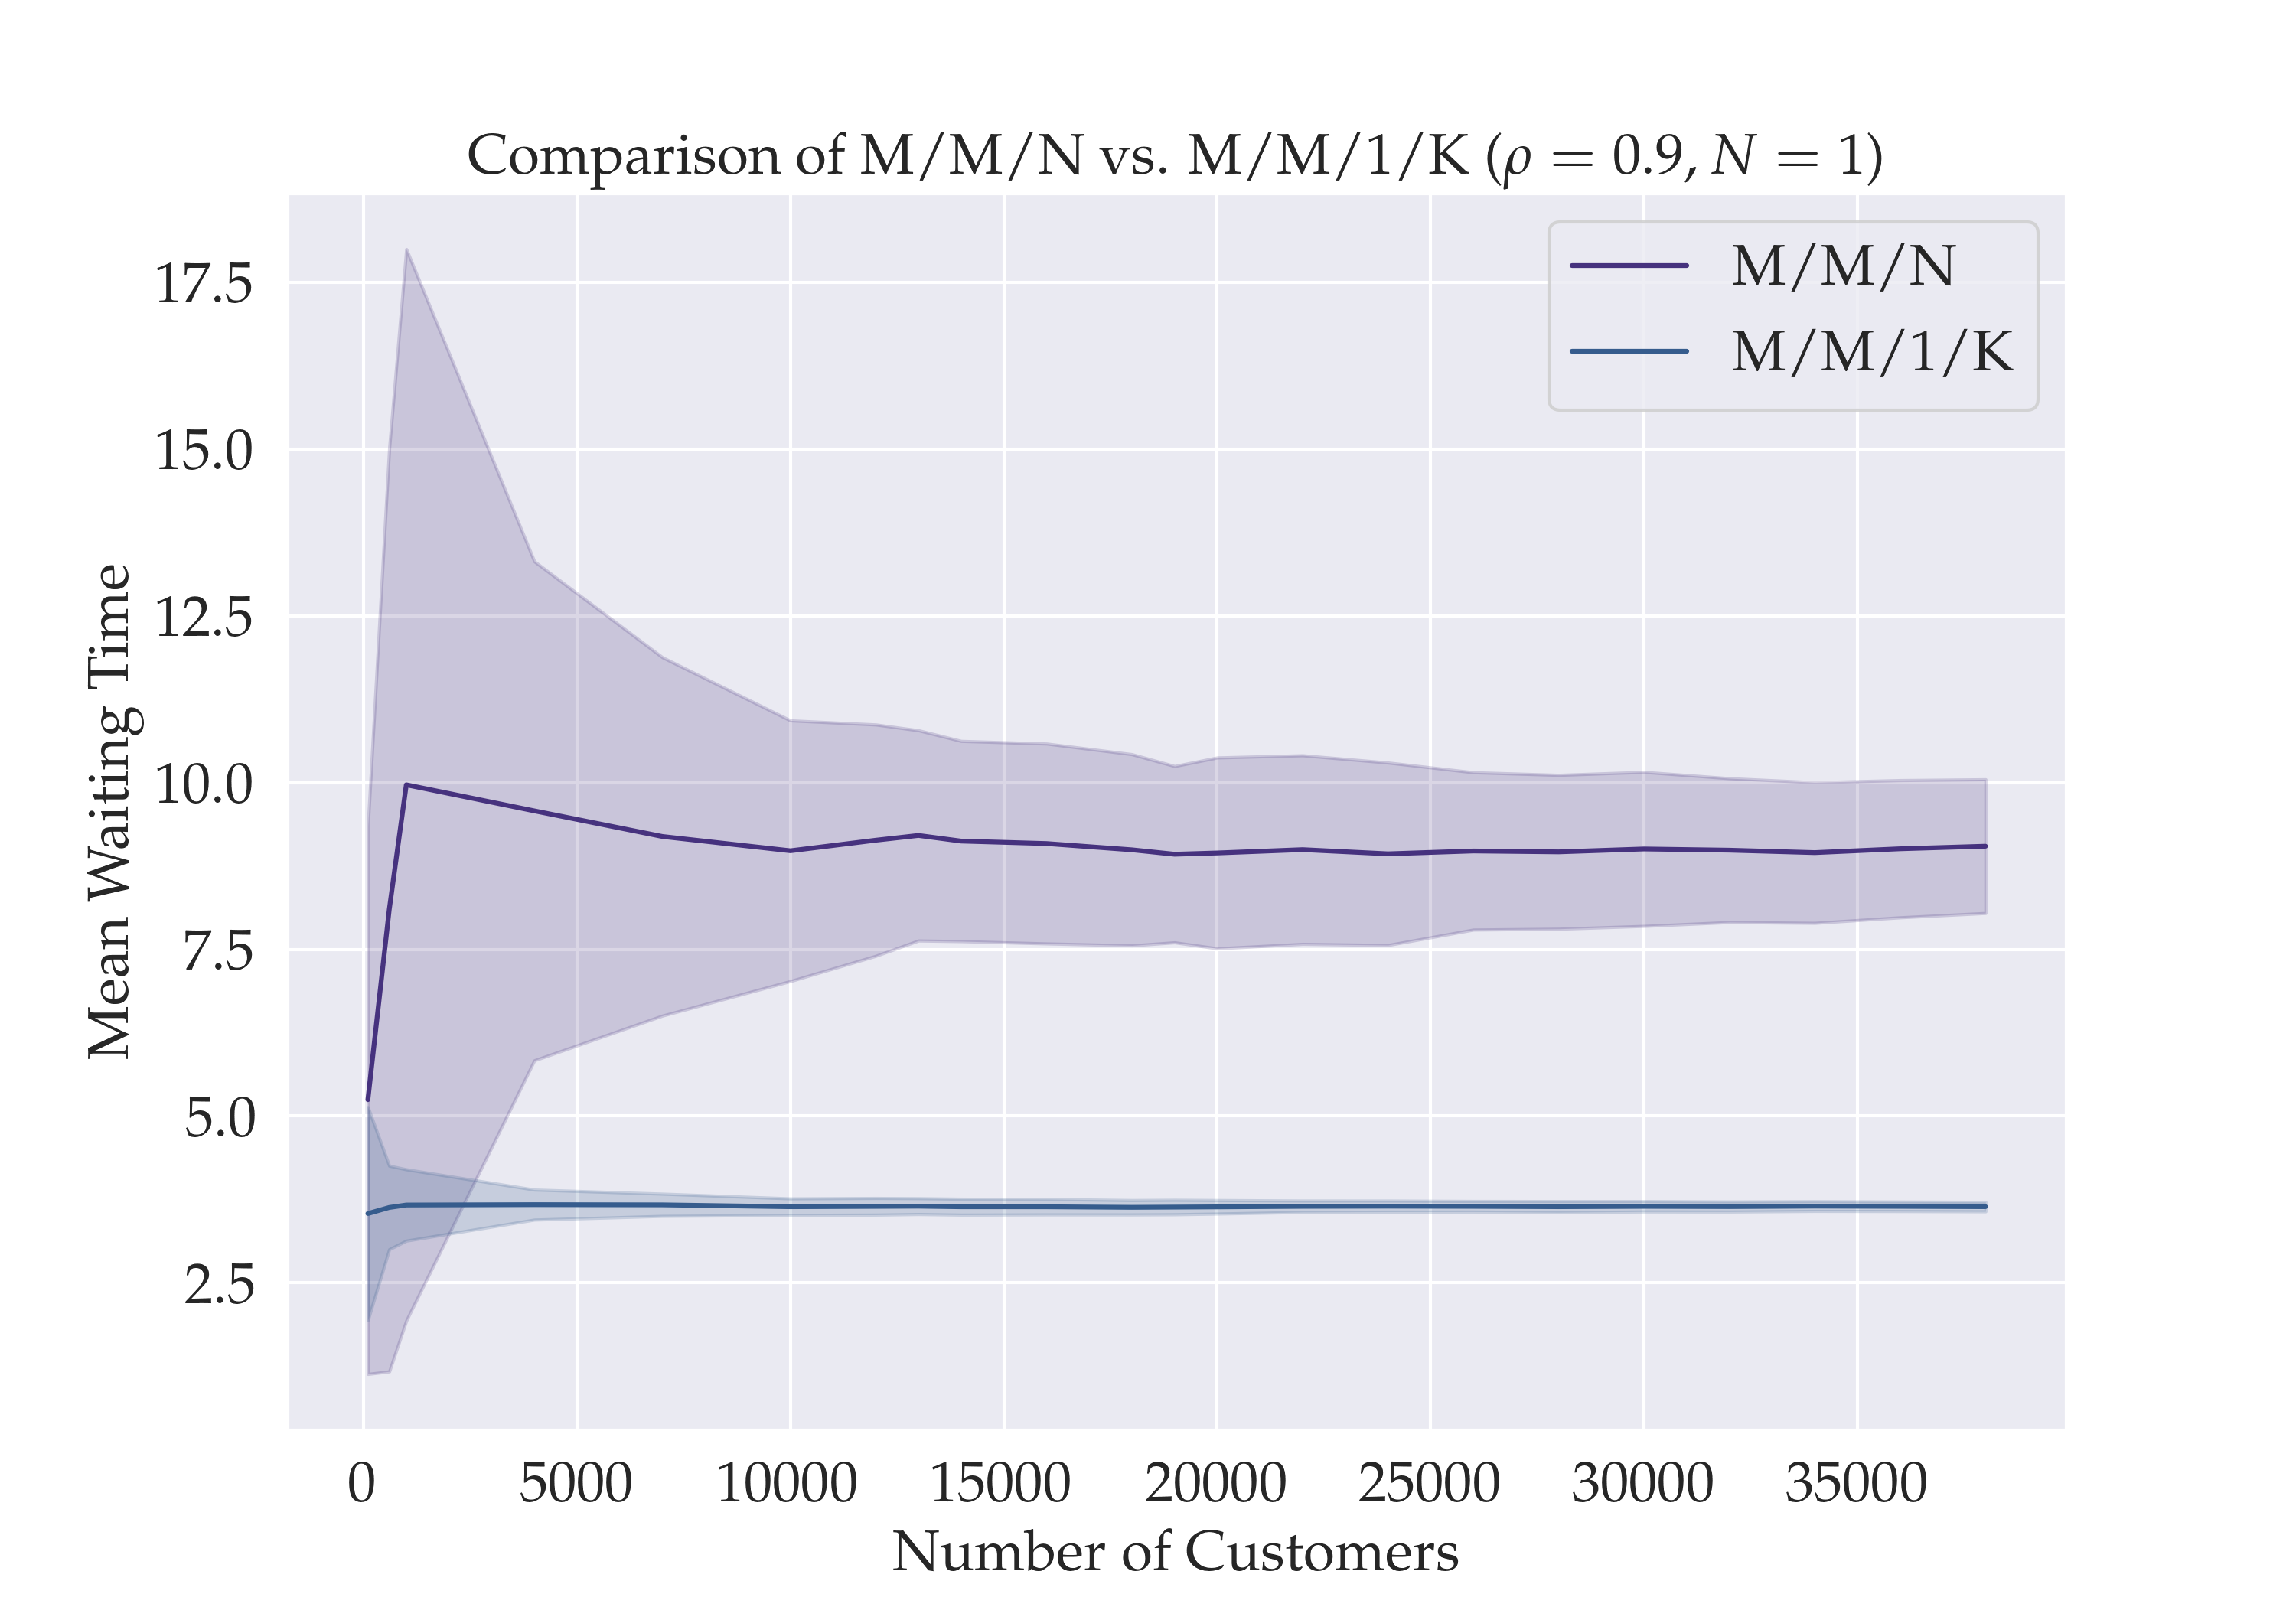 Comparison of M/M/N vs. M/M/1/K (ρ = 0.9, N = 1)
M/M/N
M/M/1/K
Mean Waiting Time
17.5
15.0
12.5
10.0
7.5
5.0
2.5
0 5000 10000 15000 20000 25000 30000 35000
Number of Customers